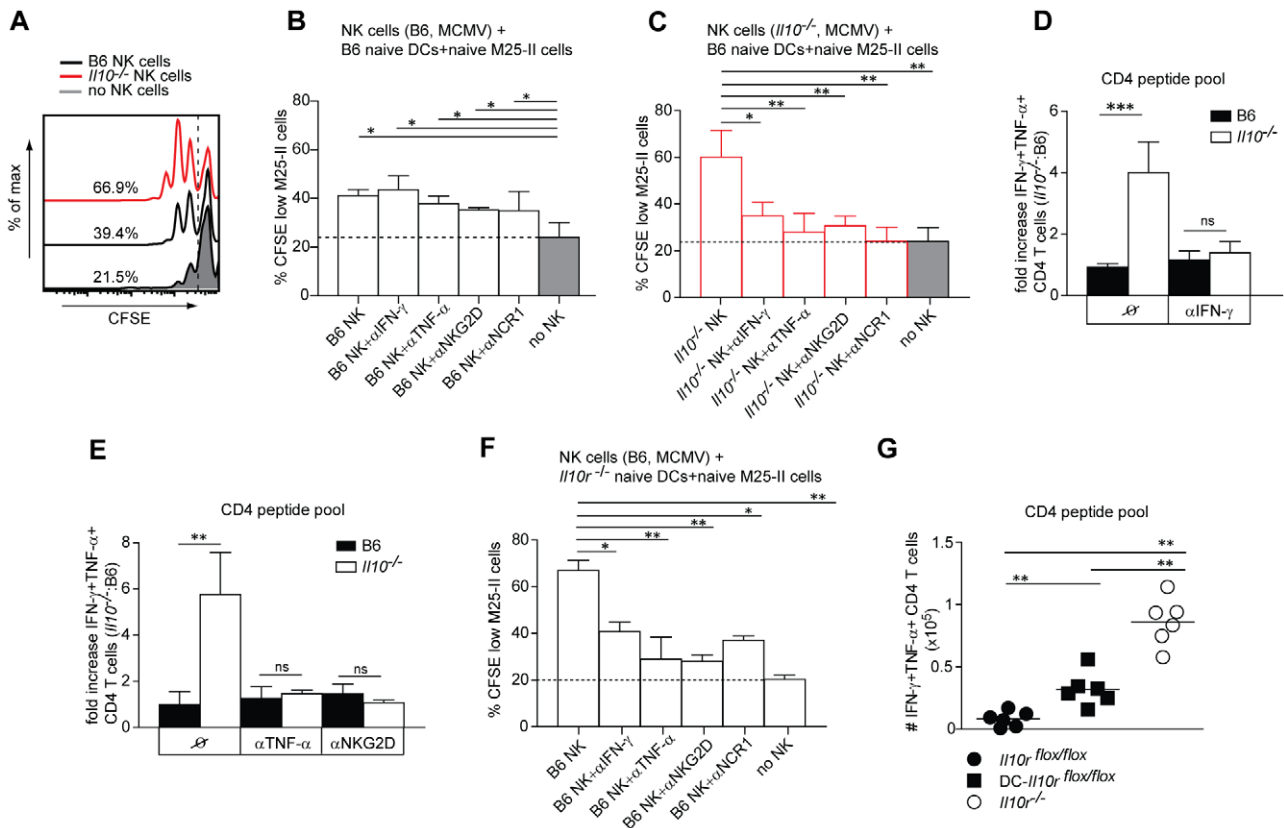 A
B6 NK cells
Il10-/- NK cells
no NK cells
% of max
66.9%
39.4%
21.5%
CFSE
B
NK cells (B6, MCMV) +
B6 naive DCs+naive M25-II cells
% CFSE low M25-II cells
80
60
40
20
0
*
*
*
*
*
B6 NK
B6 NK+αIFN-γ
B6 NK+αTNF-α
B6 NK+αNKG2D
B6 NK+αNCR1
no NK
C
NK cells (Il10-/-, MCMV) +
B6 naive DCs+naive M25-II cells
% CFSE low M25-II cells
80
60
40
20
0
**
**
**
**
*
Il10-/- NK
Il10-/- NK+αIFN-γ
Il10-/- NK+αTNF-α
Il10-/- NK+αNKG2D
Il10-/- NK+αNCR1
no NK
D
CD4 peptide pool
fold increase IFN-γ+TNF-α+
CD4 T cells (Il10-/-:B6)
6
4
2
0
***
ns
B6
Il10-/-
Ø
αIFN-γ
E
CD4 peptide pool
fold increase IFN-γ+TNF-α+
CD4 T cells (Il10-/-:B6)
8
6
4
2
0
**
ns
ns
B6
Il10-/-
Ø
αTNF-α
αNKG2D
F
NK cells (B6, MCMV) +
Il10r -/- naive DCs+naive M25-II cells
% CFSE low M25-II cells
80
60
40
20
0
**
*
**
**
*
B6 NK
B6 NK+αIFN-γ
B6 NK+αTNF-α
B6 NK+αNKG2D
B6 NK+αNCR1
no NK
G
CD4 peptide pool
# IFN-γ+TNF-α+ CD4 T cells
(x10^5)
1.5
1
0.5
0
**
**
**
Il10r flox/flox
DC-Il10r flox/flox
Il10r-/-